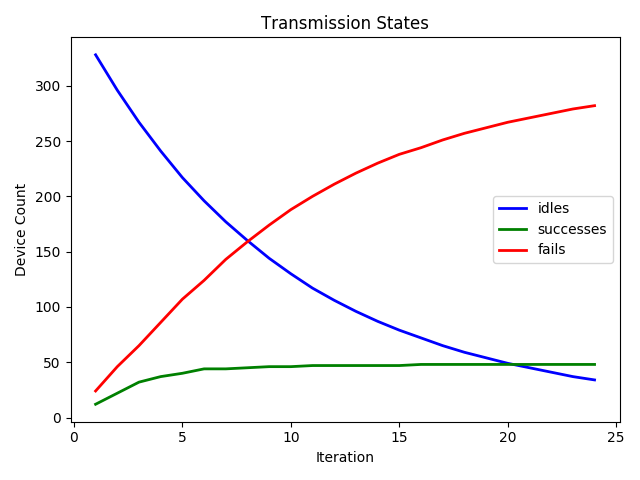 Transmission States
Device Count
300
250
200
150
100
50
0
idles
successes
fails
0 5 10 15 20 25
Iteration